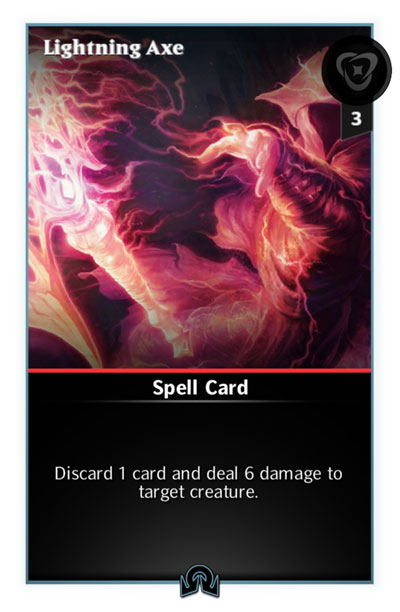 Lightning Axe
3
Spell Card
Discard 1 card and deal 6 damage to
target creature.